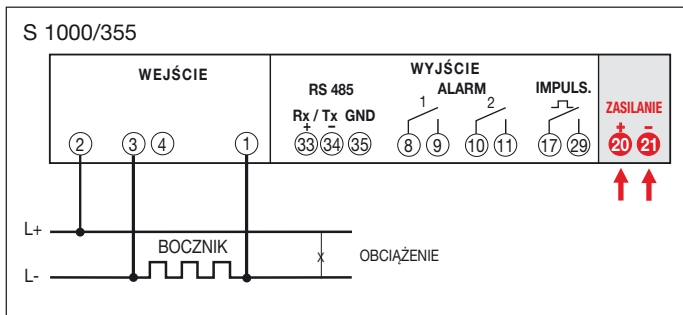 S 1000/355
WEJŚCIE
WYJŚCIE
RS 485
ALARM
IMPULS.
ZASILANIE
Rx / Tx GND
1
2
+ −
+ −
2
3
4
1
33
34
35
8
9
10
11
17
29
20
21
L+
BOCZNIK
x
OBCIĄŻENIE
L-